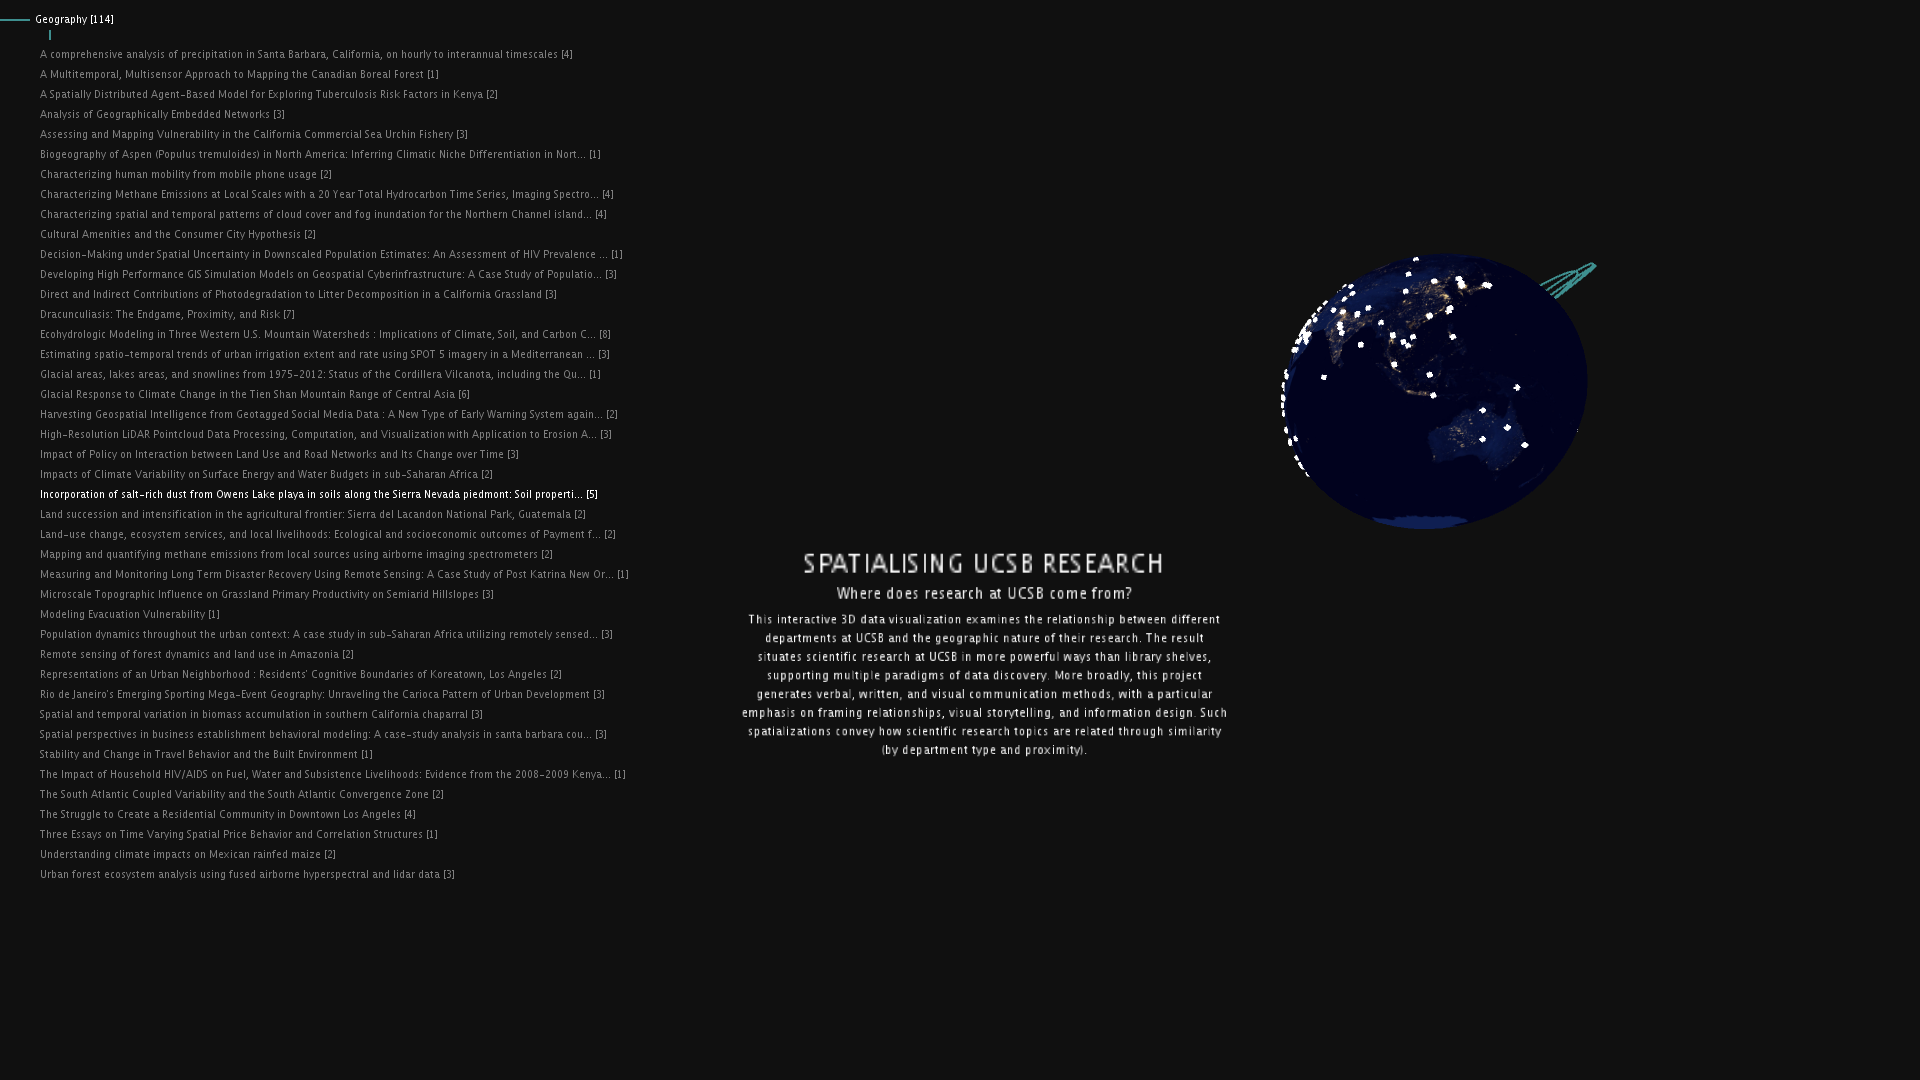 Geography [114]
A comprehensive analysis of precipitation in Santa Barbara, California, on hourly to interannual timescales [4]
A Multitemporal, Multisensor Approach to Mapping the Canadian Boreal Forest [1]
A Spatially Distributed Agent-Based Model for Exploring Tuberculosis Risk Factors in Kenya [2]
Analysis of Geographically Embedded Networks [3]
Assessing and Mapping Vulnerability in the California Commercial Sea Urchin Fishery [3]
Biogeography of Aspen (Populus tremuloides) in North America: Inferring Climatic Niche Differentiation in Nort... [1]
Characterizing human mobility from mobile phone usage [2]
Characterizing Methane Emissions at Local Scales with a 20 Year Total Hydrocarbon Time Series, Imaging Spectro... [4]
Characterizing spatial and temporal patterns of cloud cover and fog inundation for the Northern Channel island... [4]
Cultural Amenities and the Consumer City Hypothesis [2]
Decision-Making under Spatial Uncertainty in Downscaled Population Estimates: An Assessment of HIV Prevalence ... [1]
Developing High Performance GIS Simulation Models on Geospatial Cyberinfrastructure: A Case Study of Populatio... [3]
Direct and Indirect Contributions of Photodegradation to Litter Decomposition in a California Grassland [3]
Dracunculiasis: The Endgame, Proximity, and Risk [7]
Ecohydrologic Modeling in Three Western U.S. Mountain Watersheds : Implications of Climate, Soil, and Carbon C... [8]
Estimating spatio-temporal trends of urban irrigation extent and rate using SPOT 5 imagery in a Mediterranean ... [3]
Glacial areas, lakes areas, and snowlines from 1975-2012: Status of the Cordillera Vilcanota, including the Qu... [1]
Glacial Response to Climate Change in the Tien Shan Mountain Range of Central Asia [6]
Harvesting Geospatial Intelligence from Geotagged Social Media Data : A New Type of Early Warning System again... [2]
High-Resolution LiDAR Pointcloud Data Processing, Computation, and Visualization with Application to Erosion A... [3]
Impact of Policy on Interaction between Land Use and Road Networks and Its Change over Time [3]
Impacts of Climate Variability on Surface Energy and Water Budgets in sub-Saharan Africa [2]
Incorporation of salt-rich dust from Owens Lake playa in soils along the Sierra Nevada piedmont: Soil properti... [5]
Land succession and intensification in the agricultural frontier: Sierra del Lacandon National Park, Guatemala [2]
Land-use change, ecosystem services, and local livelihoods: Ecological and socioeconomic outcomes of Payment f... [2]
Mapping and quantifying methane emissions from local sources using airborne imaging spectrometers [2]
Measuring and Monitoring Long Term Disaster Recovery Using Remote Sensing: A Case Study of Post Katrina New Or... [1]
Microscale Topographic Influence on Grassland Primary Productivity on Semiarid Hillslopes [3]
Modeling Evacuation Vulnerability [1]
Population dynamics throughout the urban context: A case study in sub-Saharan Africa utilizing remotely sensed... [3]
Remote sensing of forest dynamics and land use in Amazonia [2]
Representations of an Urban Neighborhood : Residents' Cognitive Boundaries of Koreatown, Los Angeles [2]
Rio de Janeiro's Emerging Sporting Mega-Event Geography: Unraveling the Carioca Pattern of Urban Development [3]
Spatial and temporal variation in biomass accumulation in southern California chaparral [3]
Spatial perspectives in business establishment behavioral modeling: A case-study analysis in santa barbara cou... [3]
Stability and Change in Travel Behavior and the Built Environment [1]
The Impact of Household HIV/AIDS on Fuel, Water and Subsistence Livelihoods: Evidence from the 2008-2009 Kenya... [1]
The South Atlantic Coupled Variability and the South Atlantic Convergence Zone [2]
The Struggle to Create a Residential Community in Downtown Los Angeles [4]
Three Essays on Time Varying Spatial Price Behavior and Correlation Structures [1]
Understanding climate impacts on Mexican rainfed maize [2]
Urban forest ecosystem analysis using fused airborne hyperspectral and lidar data [3]
SPATIALISING UCSB RESEARCH
Where does research at UCSB come from?
This interactive 3D data visualization examines the relationship between different
departments at UCSB and the geographic nature of their research. The result
situates scientific research at UCSB in more powerful ways than library shelves,
supporting multiple paradigms of data discovery. More broadly, this project
generates verbal, written, and visual communication methods, with a particular
emphasis on framing relationships, visual storytelling, and information design. Such
spatializations convey how scientific research topics are related through similarity
(by department type and proximity).